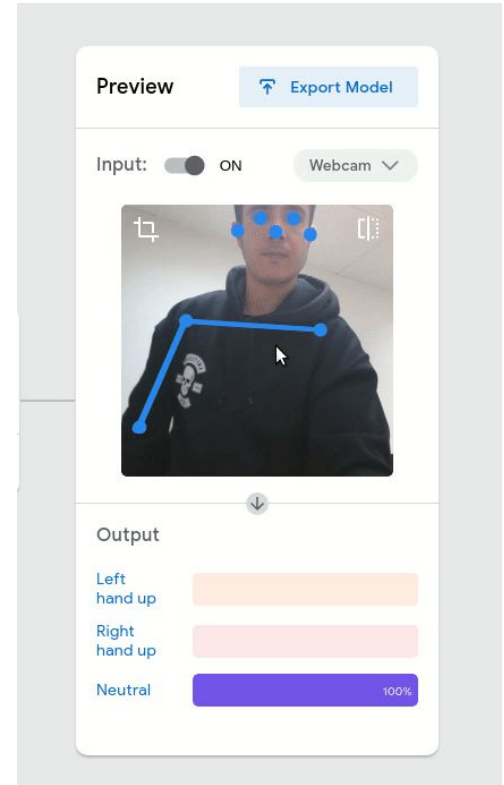 Preview
Export Model
Input: ON Webcam
Output
Left
hand up
Right
hand up
Neutral 100%